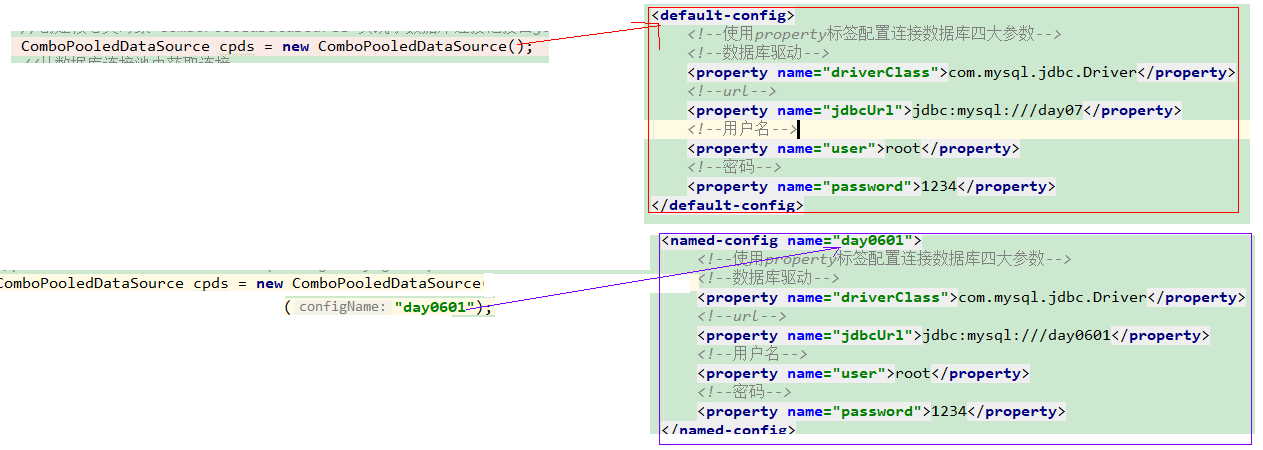 ComboPooledDataSource cpds = new ComboPooledDataSource();
<default-config>
<!--使用property标签配置连接数据库四大参数-->
<!--数据库驱动-->
<property name="driverClass">com.mysql.jdbc.Driver</property>
<!--url-->
<property name="jdbcUrl">jdbc:mysql:///day07</property>
<!--用户名-->
<property name="user">root</property>
<!--密码-->
<property name="password">1234</property>
</default-config>
ComboPooledDataSource cpds = new ComboPooledDataSource
( configName: "day0601");
<named-config name="day0601">
<!--使用property标签配置连接数据库四大参数-->
<!--数据库驱动-->
<property name="driverClass">com.mysql.jdbc.Driver</property>
<!--url-->
<property name="jdbcUrl">jdbc:mysql:///day0601</property>
<!--用户名-->
<property name="user">root</property>
<!--密码-->
<property name="password">1234</property>
</named-config>